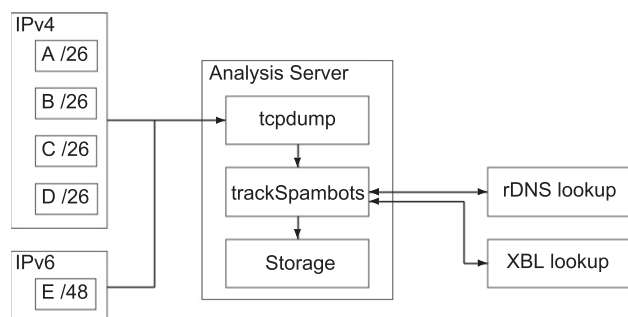 IPv4
A /26
B /26
C /26
D /26
IPv6
E /48
Analysis Server
tcpdump
trackSpambots
Storage
rDNS lookup
XBL lookup